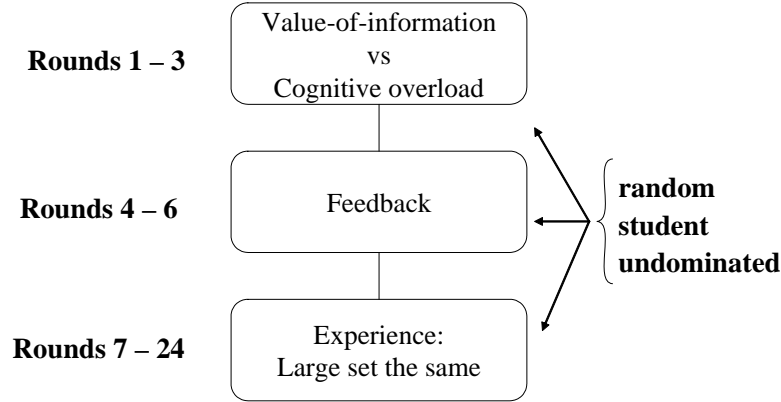 Rounds 1 – 3
Value-of-information
vs
Cognitive overload
Rounds 4 – 6
Feedback
random
student
undominated
Rounds 7 – 24
Experience:
Large set the same